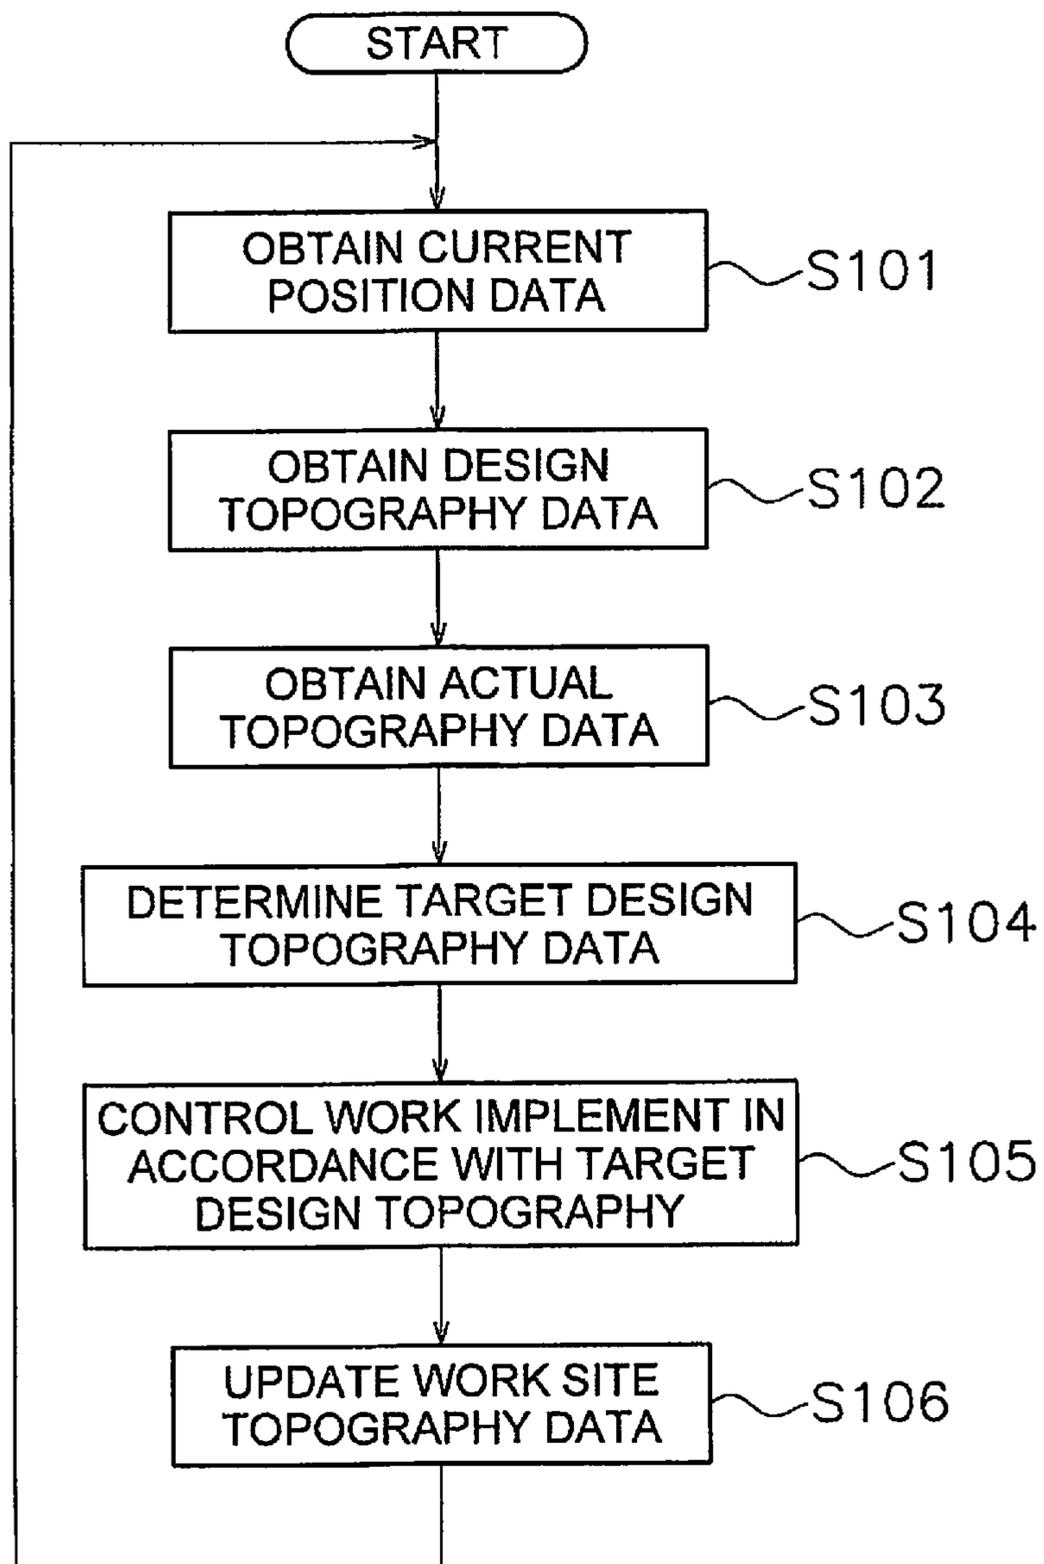 START
OBTAIN CURRENT
POSITION DATA
S101
OBTAIN DESIGN
TOPOGRAPHY DATA
S102
OBTAIN ACTUAL
TOPOGRAPHY DATA
S103
DETERMINE TARGET DESIGN
TOPOGRAPHY DATA
S104
CONTROL WORK IMPLEMENT IN
ACCORDANCE WITH TARGET
DESIGN TOPOGRAPHY
S105
UPDATE WORK SITE
TOPOGRAPHY DATA
S106